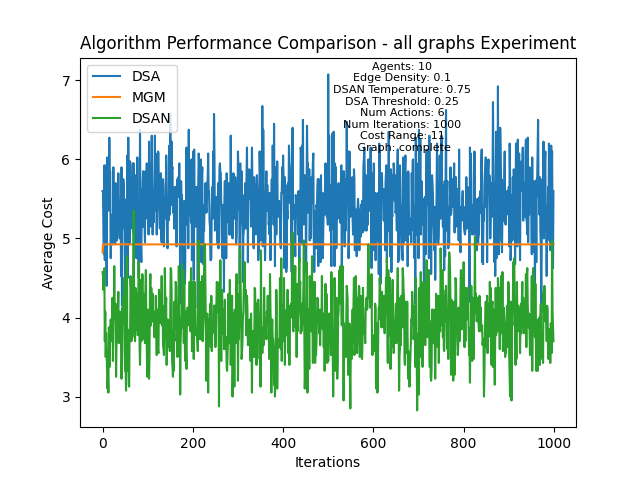 Algorithm Performance Comparison - all graphs Experiment
DSA
MGM
DSAN
Agents: 10
Edge Density: 0.1
DSAN Temperature: 0.75
DSA Threshold: 0.25
Num Actions: 6
Num Iterations: 1000
Cost Range: 11
Graph: complete
Average Cost
7
6
5
4
3
0
200
400
600
800
1000
Iterations